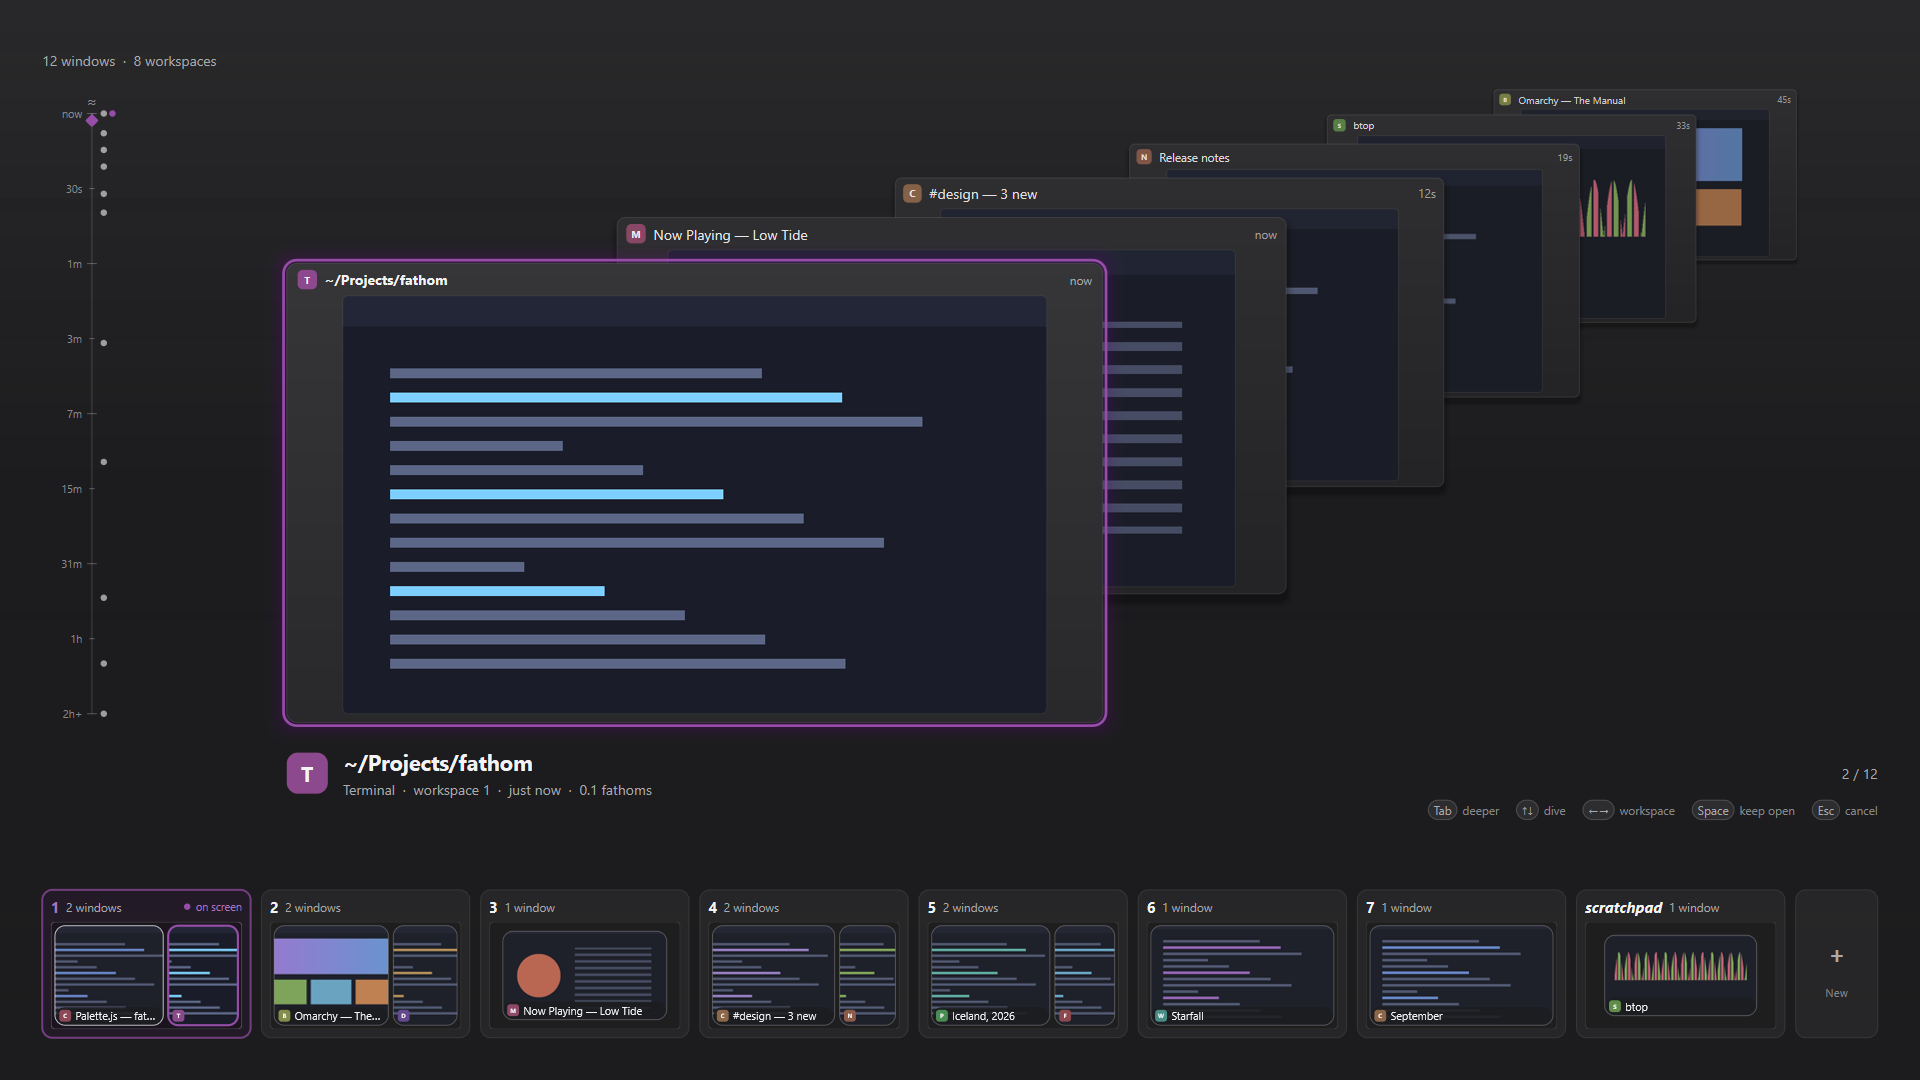 12 windows · 8 workspaces
≈
now
30s
1m
3m
7m
15m
31m
1h
2h+
B Omarchy — The Manual 45s
S btop 33s
N Release notes 19s
C #design — 3 new 12s
M Now Playing — Low Tide now
T ~/Projects/fathom now
T ~/Projects/fathom
Terminal · workspace 1 · just now · 0.1 fathoms
2 / 12
Tab deeper ↑↓ dive ←→ workspace Space keep open Esc cancel
1 2 windows • on screen
C Palette.js — fat...
T
2 2 windows
B Omarchy — The...
D
3 1 window
M Now Playing — Low Tide
4 2 windows
C #design — 3 new
N
5 2 windows
P Iceland, 2026
F
6 1 window
W Starfall
7 1 window
C September
scratchpad 1 window
S btop
+
New